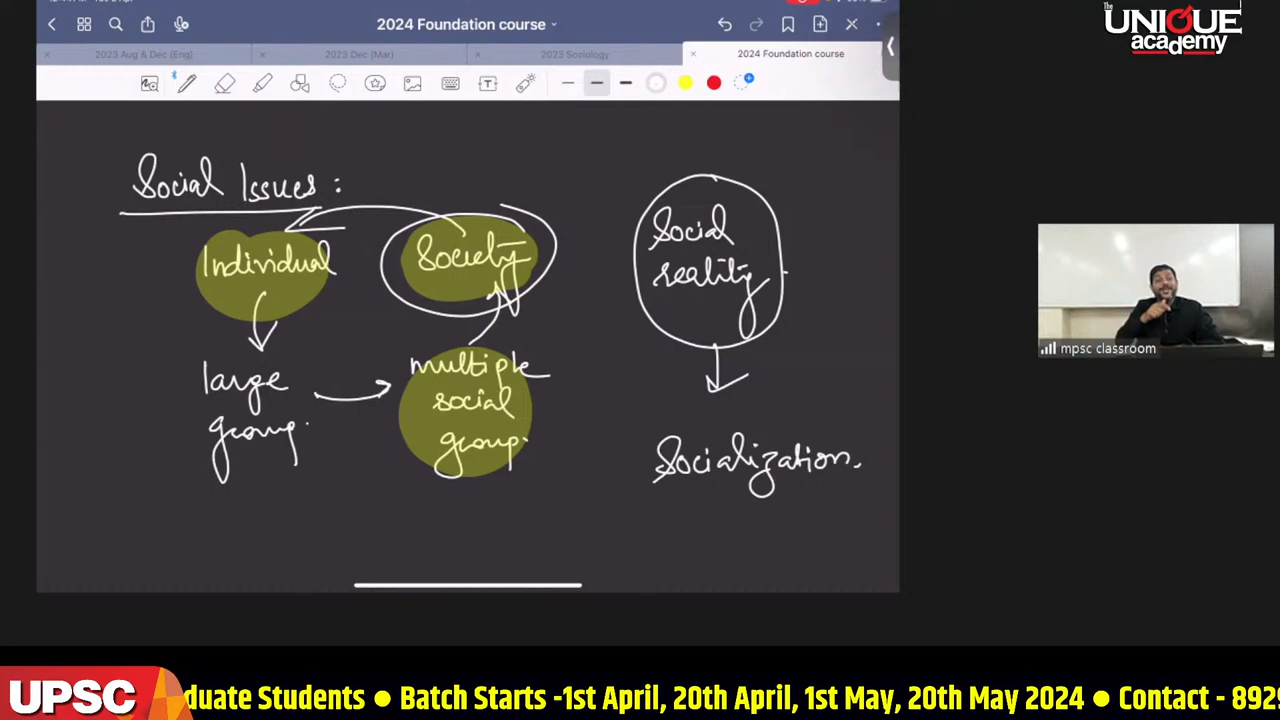 2024 Foundation course
The
UNIQUE
academy
2023 Aug & Dec (Eng)
2023 Dec (Mar)
2023 Soziology
2024 Foundation course
Social Issues :
Individual
Society
Social
reality
large
group.
multiple
social
group.
Socialization.
mpsc classroom
UPSC
duate Students ● Batch Starts -1st April, 20th April, 1st May, 20th May 2024 ● Contact - 892